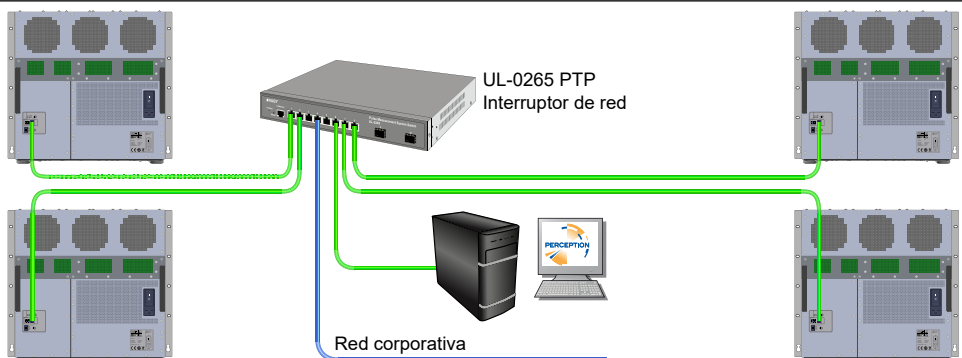 UL-0265 PTP
Interruptor de red
PERCEPTION
Red corporativa